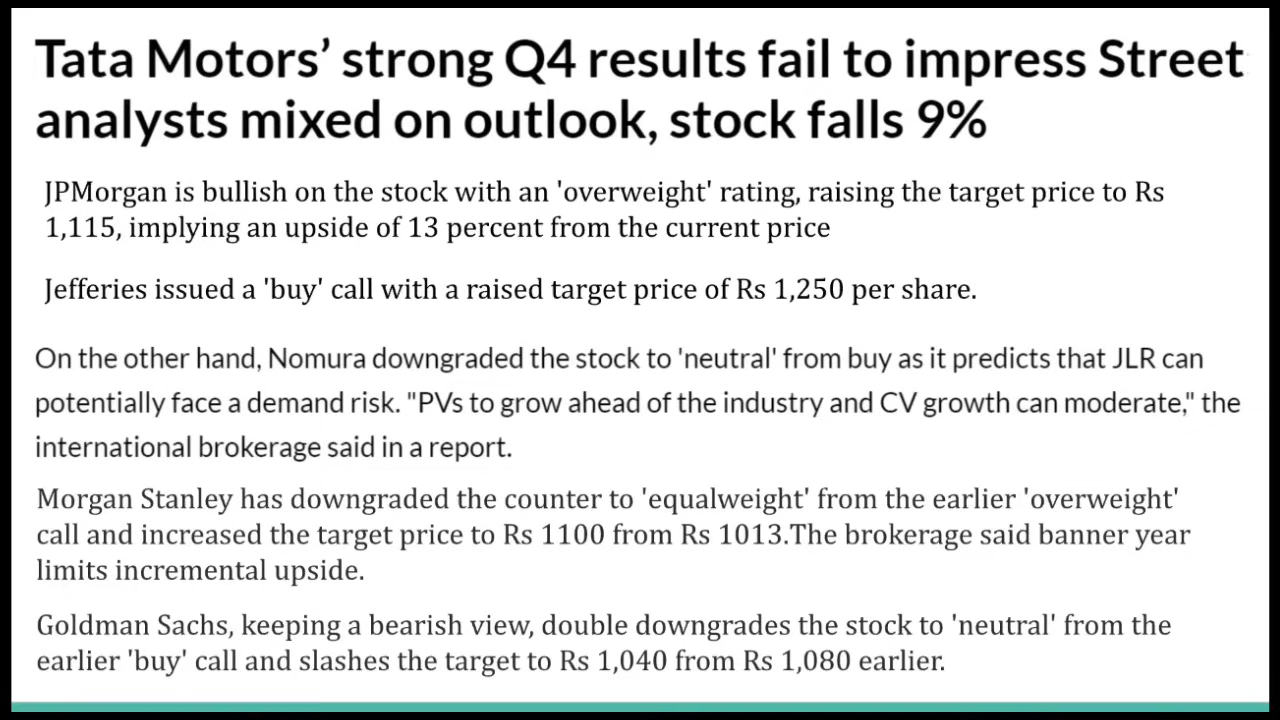 Tata Motors’ strong Q4 results fail to impress Street
analysts mixed on outlook, stock falls 9%
JPMorgan is bullish on the stock with an 'overweight' rating, raising the target price to Rs
1,115, implying an upside of 13 percent from the current price
Jefferies issued a 'buy' call with a raised target price of Rs 1,250 per share.
On the other hand, Nomura downgraded the stock to 'neutral' from buy as it predicts that JLR can
potentially face a demand risk. "PVs to grow ahead of the industry and CV growth can moderate," the
international brokerage said in a report.
Morgan Stanley has downgraded the counter to 'equalweight' from the earlier 'overweight'
call and increased the target price to Rs 1100 from Rs 1013.The brokerage said banner year
limits incremental upside.
Goldman Sachs, keeping a bearish view, double downgrades the stock to 'neutral' from the
earlier 'buy' call and slashes the target to Rs 1,040 from Rs 1,080 earlier.